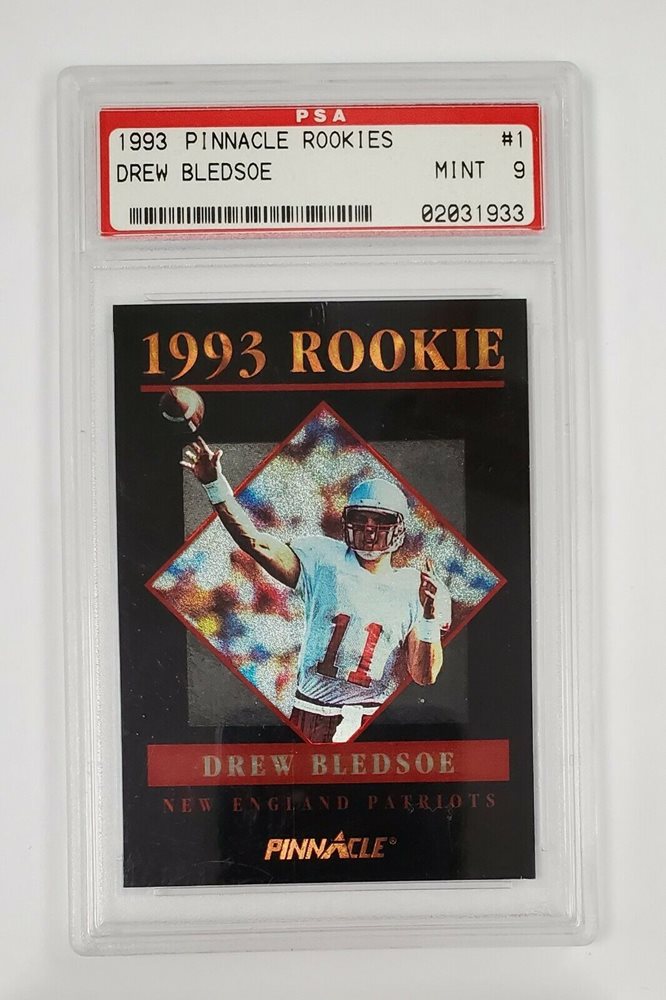 PSA
1993 PINNACLE ROOKIES #1
DREW BLEDSOE MINT 9
02031933
1993 ROOKIE
11
DREW BLEDSOE
NEW ENGLAND PATRIOTS
PINNACLE®